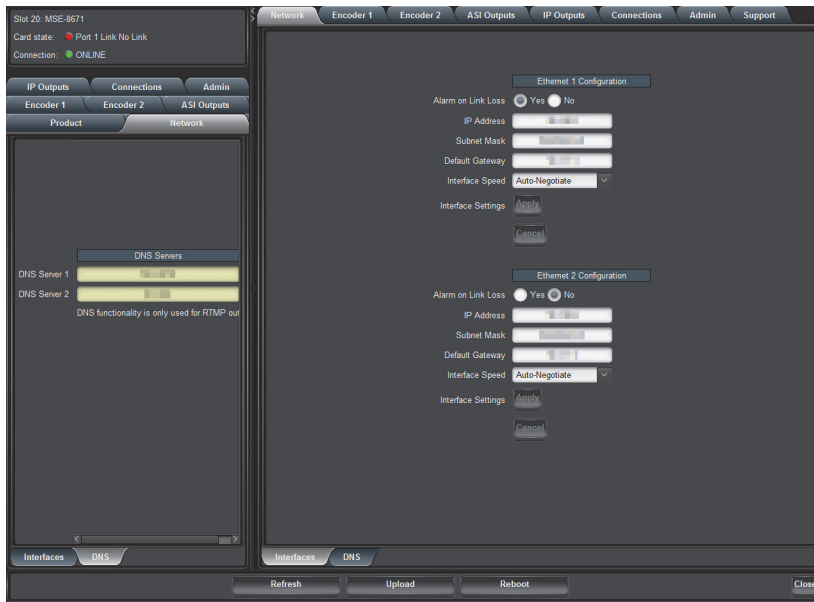 Slot 20: MSE-8671
Card state: Port 1 Link No Link
Connection: ONLINE
IP Outputs Connections Admin
Encoder 1 Encoder 2 ASI Outputs
Product Network
DNS Servers
DNS Server 1
DNS Server 2
DNS functionality is only used for RTMP out
Interfaces DNS
Network Encoder 1 Encoder 2 ASI Outputs IP Outputs Connections Admin Support
Ethernet 1 Configuration
Alarm on Link Loss Yes No
IP Address
Subnet Mask
Default Gateway
Interface Speed Auto-Negotiate
Interface Settings Apply
Cancel
Ethernet 2 Configuration
Alarm on Link Loss Yes No
IP Address
Subnet Mask
Default Gateway
Interface Speed Auto-Negotiate
Interface Settings Apply
Cancel
Interfaces DNS
Refresh Upload Reboot Close